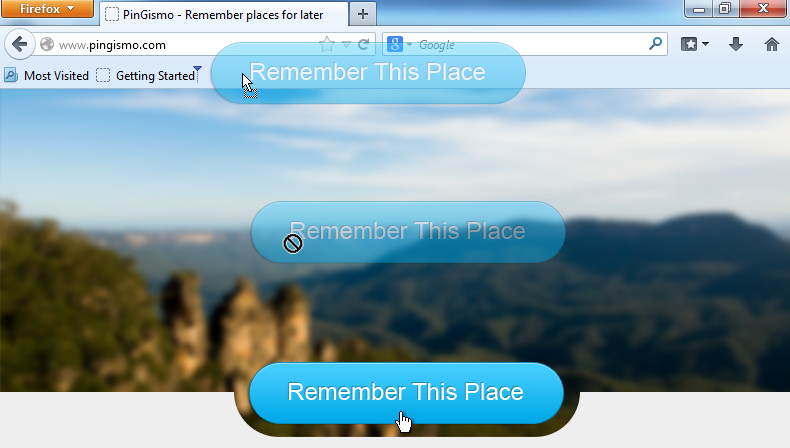 Firefox
PinGismo - Remember places for later
www.pingismo.com
Google
Most Visited
Getting Started
Remember This Place
Remember This Place
Remember This Place